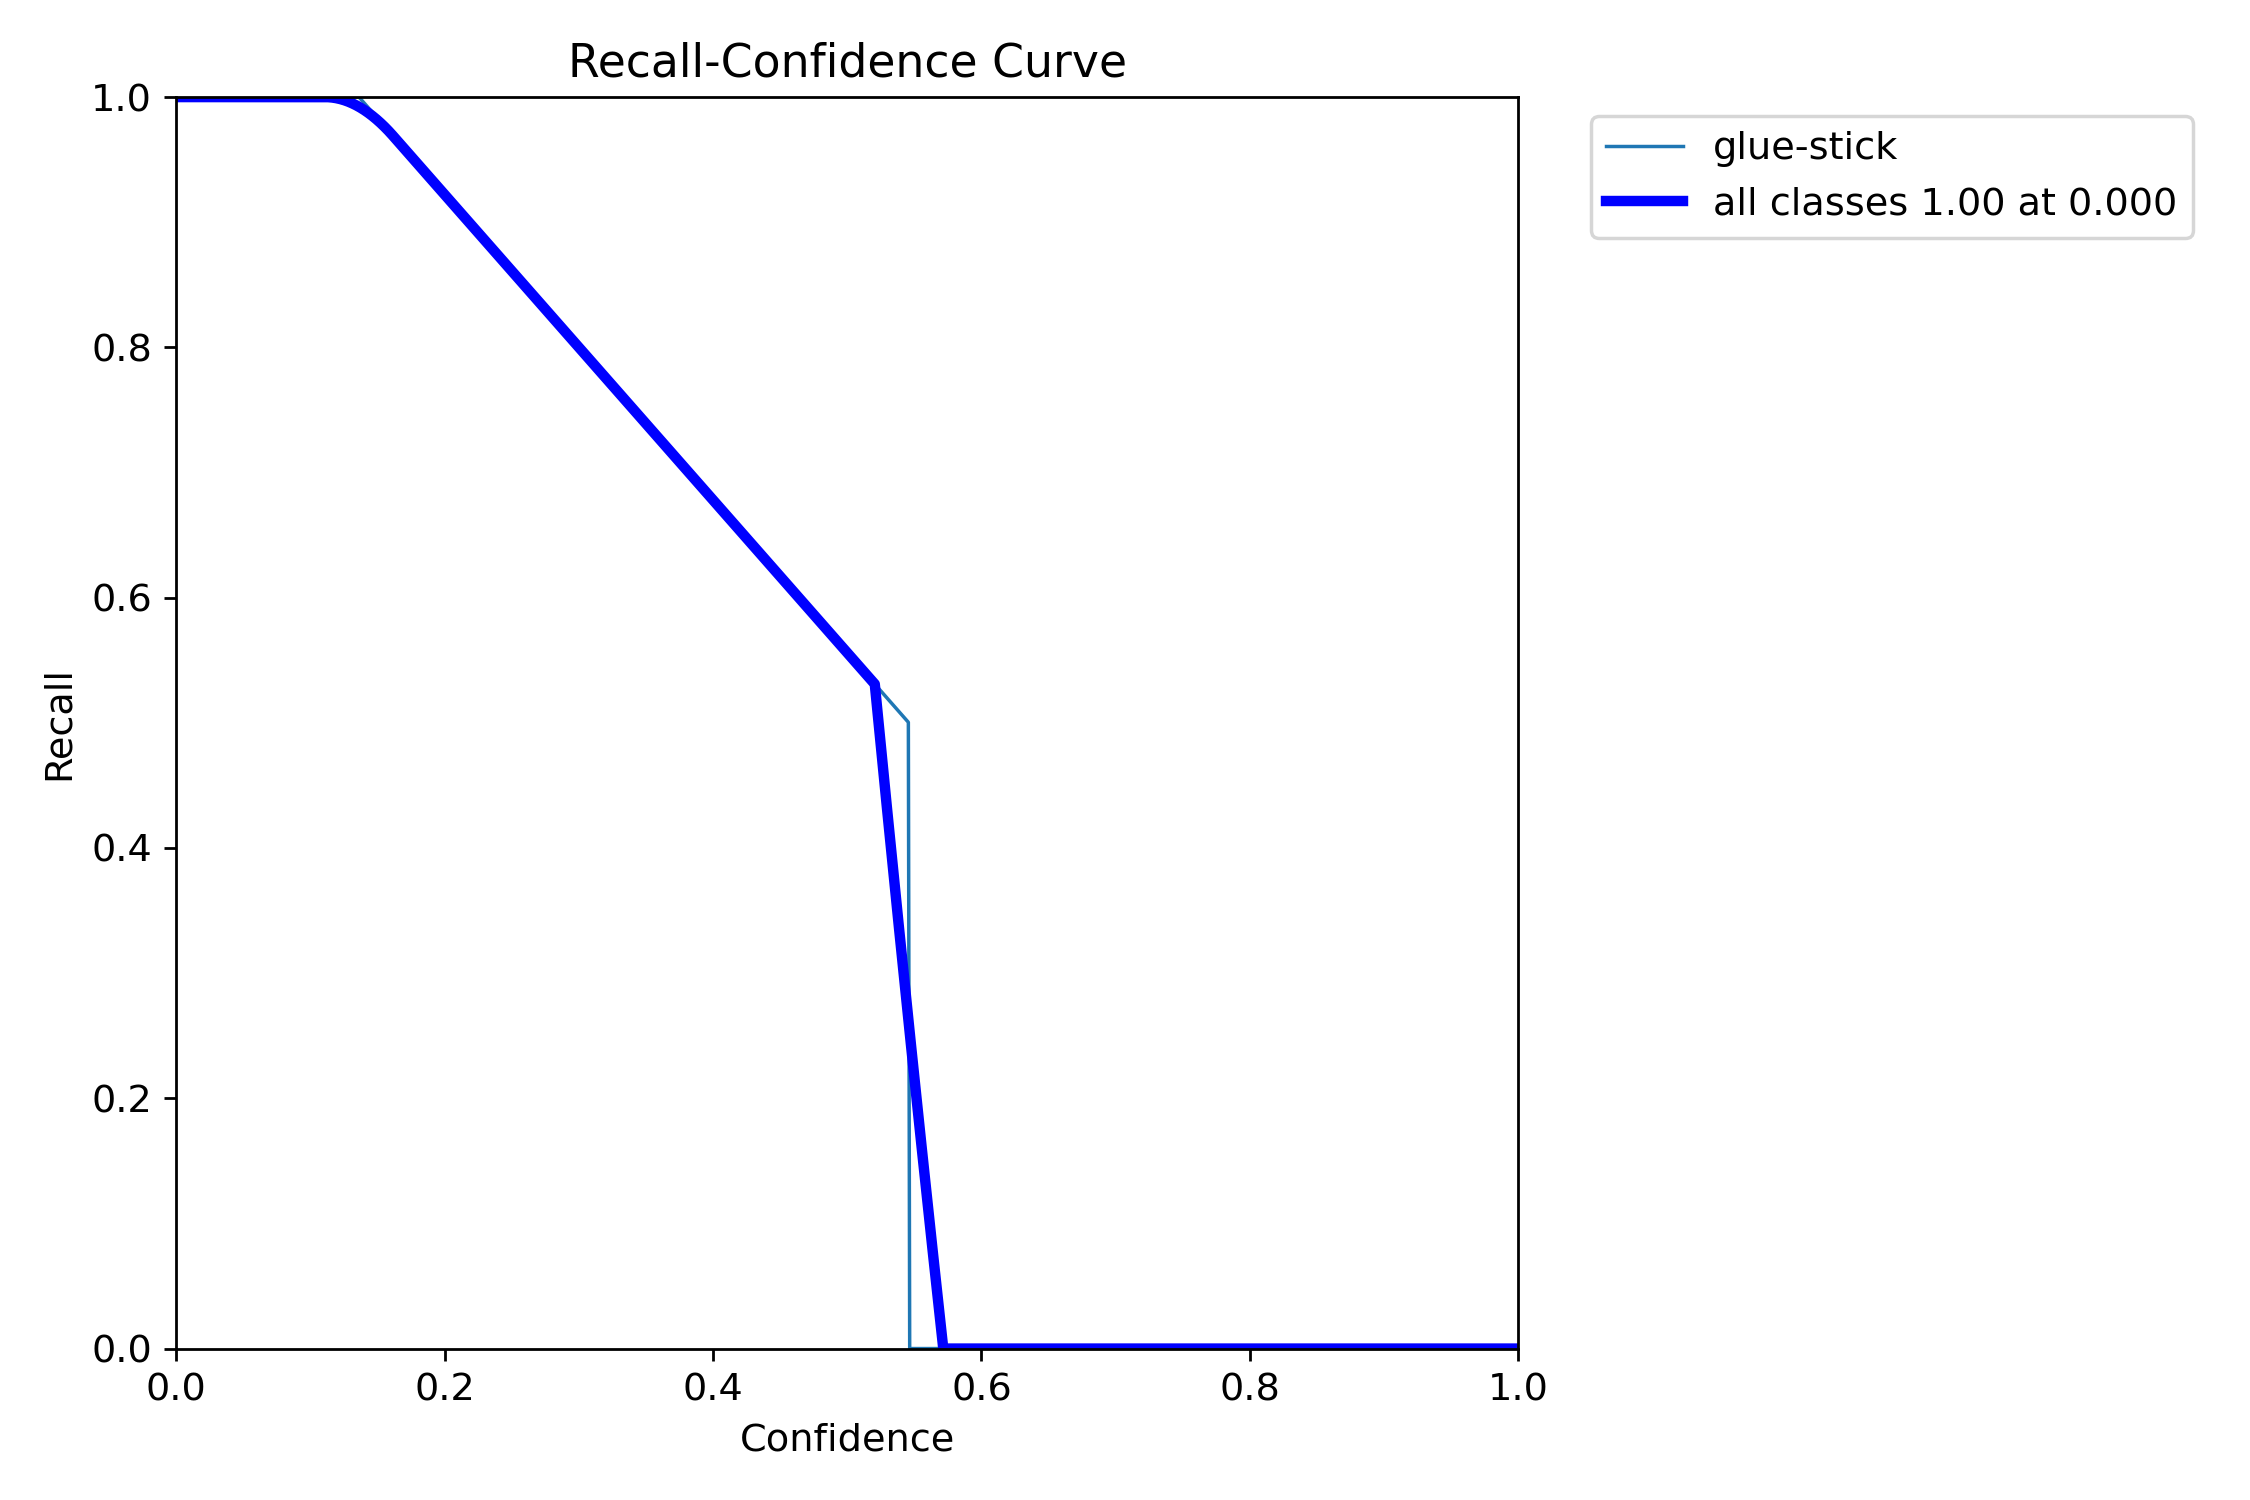 Recall-Confidence Curve
1.0
0.8
0.6
0.4
0.2
0.0
Recall
0.0 0.2 0.4 0.6 0.8 1.0
Confidence
glue-stick
all classes 1.00 at 0.000